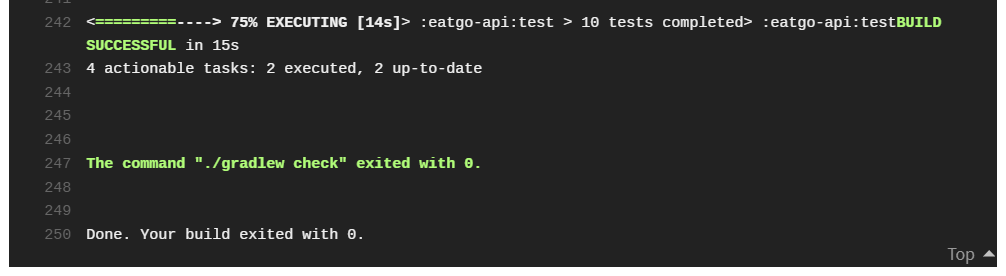 241
242 <=========----> 75% EXECUTING [14s]> :eatgo-api:test > 10 tests completed> :eatgo-api:testBUILD
SUCCESSFUL in 15s
243 4 actionable tasks: 2 executed, 2 up-to-date
244
245
246
247 The command "./gradlew check" exited with 0.
248
249
250 Done. Your build exited with 0.
Top